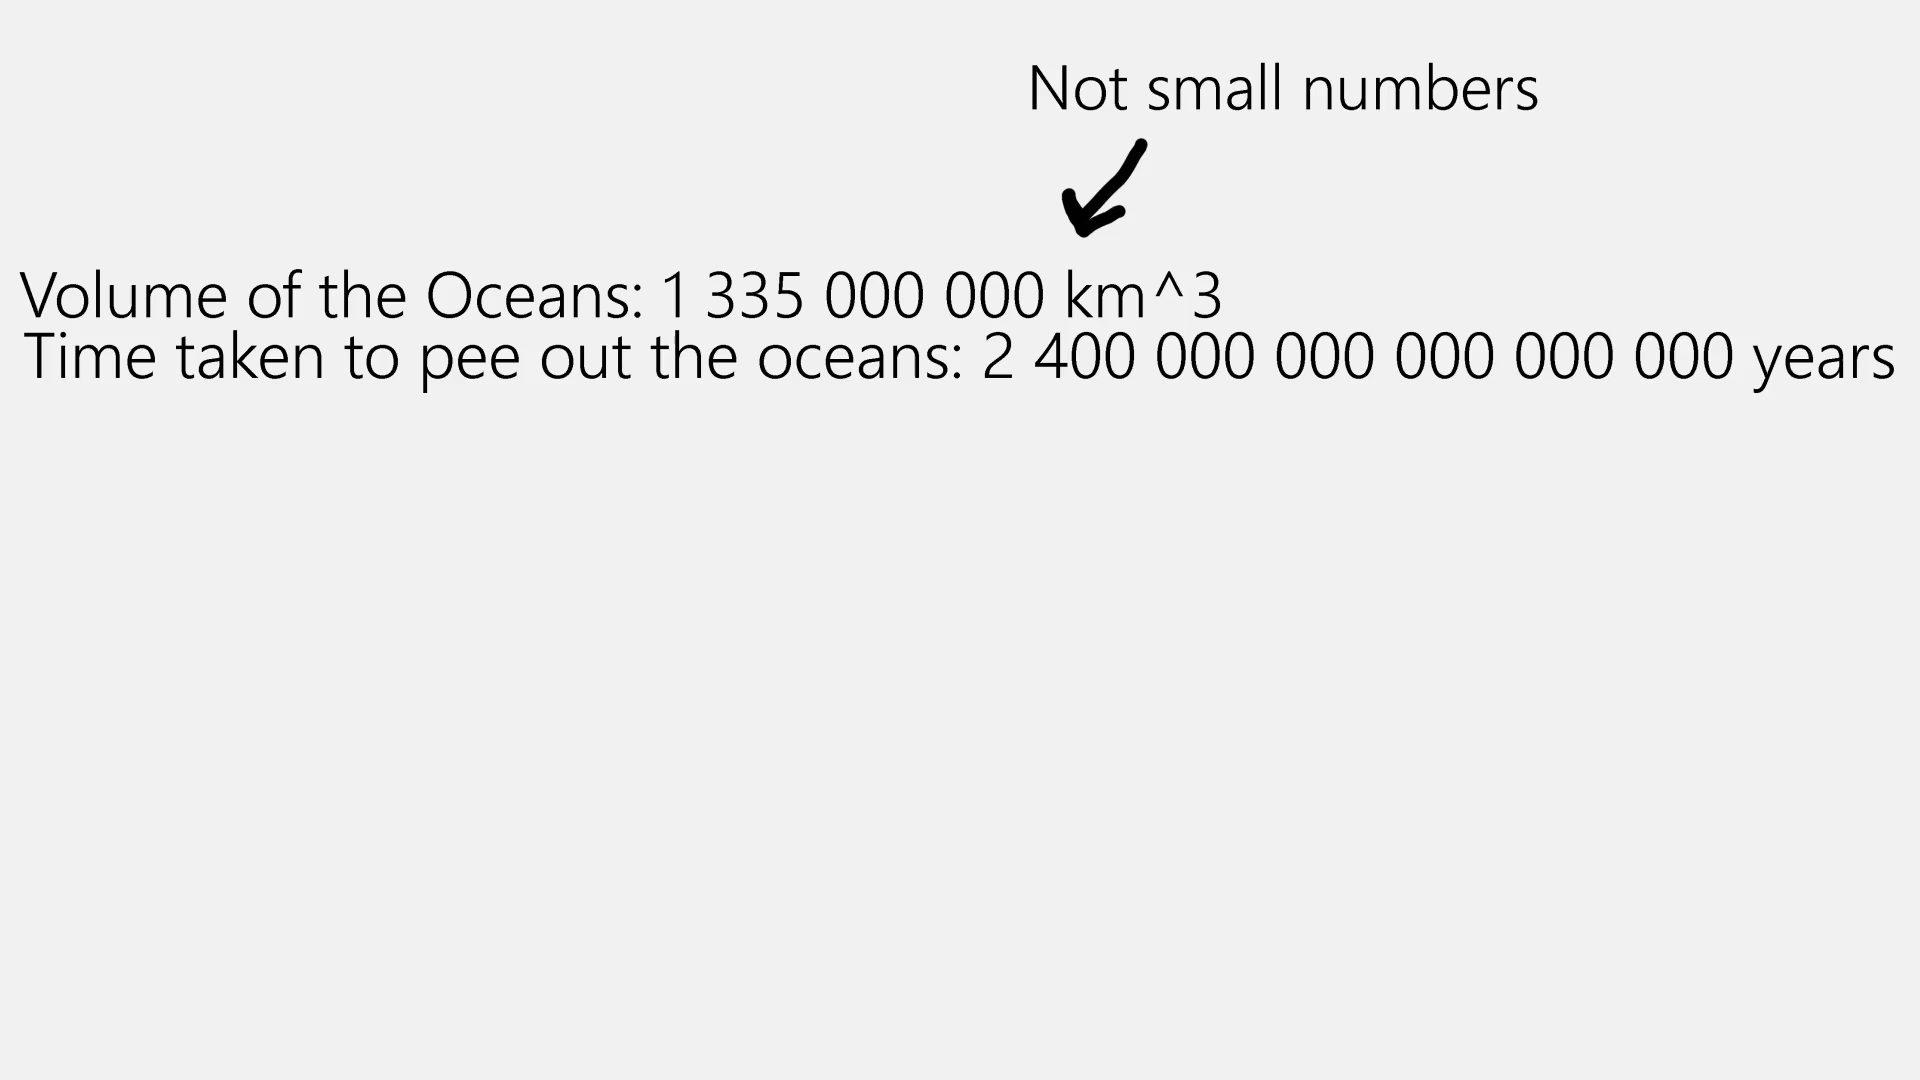 Not small numbers
Volume of the Oceans: 1 335 000 000 km^3
Time taken to pee out the oceans: 2 400 000 000 000 000 000 years